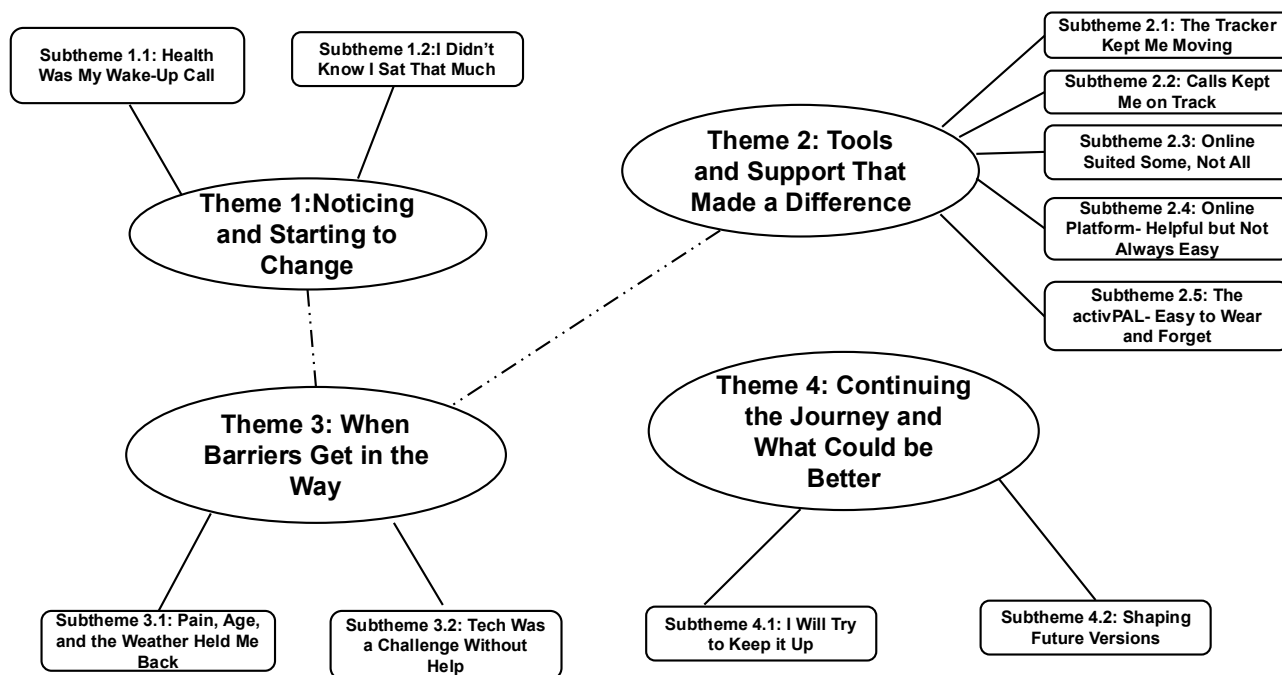 Subtheme 1.1: Health
Was My Wake-Up Call
Subtheme 1.2:I Didn’t
Know I Sat That Much
Theme 1:Noticing
and Starting to
Change
Theme 2: Tools
and Support That
Made a Difference
Subtheme 2.1: The Tracker
Kept Me Moving
Subtheme 2.2: Calls Kept
Me on Track
Subtheme 2.3: Online
Suited Some, Not All
Subtheme 2.4: Online
Platform- Helpful but Not
Always Easy
Subtheme 2.5: The
activPAL- Easy to Wear
and Forget
Theme 3: When
Barriers Get in the
Way
Subtheme 3.1: Pain, Age,
and the Weather Held Me
Back
Subtheme 3.2: Tech Was
a Challenge Without
Help
Theme 4: Continuing
the Journey and
What Could be
Better
Subtheme 4.1: I Will Try
to Keep it Up
Subtheme 4.2: Shaping
Future Versions